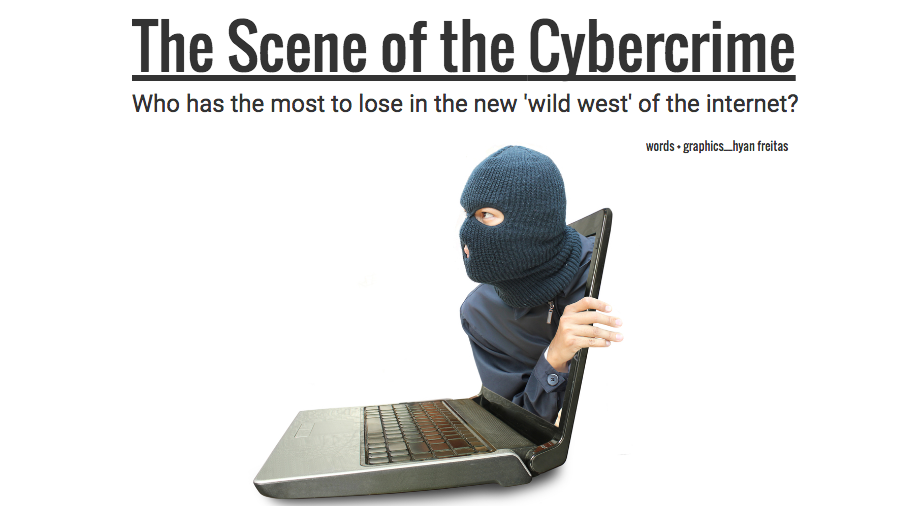 The Scene of the Cybercrime
Who has the most to lose in the new 'wild west' of the internet?
words + graphics__hyan freitas